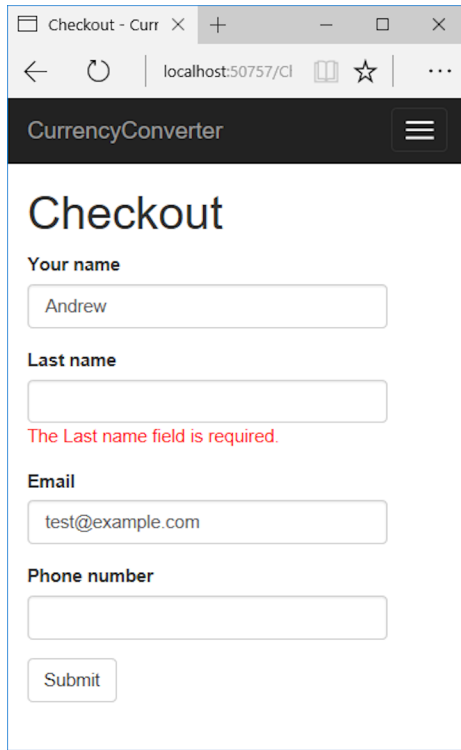 Checkout - Curr
localhost:50757/Cl
CurrencyConverter
Checkout
Your name
Andrew
Last name
The Last name field is required.
Email
test@example.com
Phone number
Submit